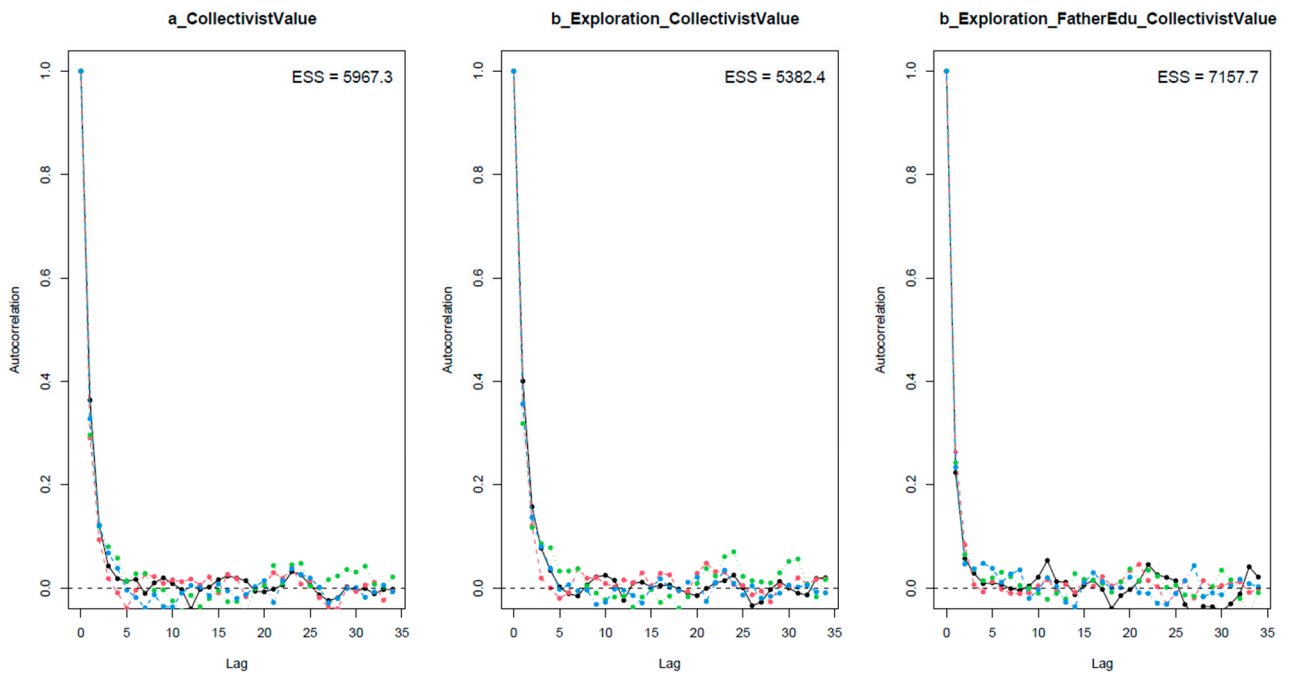 a_CollectivistValue
ESS = 5967.3
Autocorrelation
1.0
0.8
0.6
0.4
0.2
0.0
0 5 10 15 20 25 30 35
Lag
b_Exploration_CollectivistValue
ESS = 5382.4
Autocorrelation
1.0
0.8
0.6
0.4
0.2
0.0
0 5 10 15 20 25 30 35
Lag
b_Exploration_FatherEdu_CollectivistValue
ESS = 7157.7
Autocorrelation
1.0
0.8
0.6
0.4
0.2
0.0
0 5 10 15 20 25 30 35
Lag